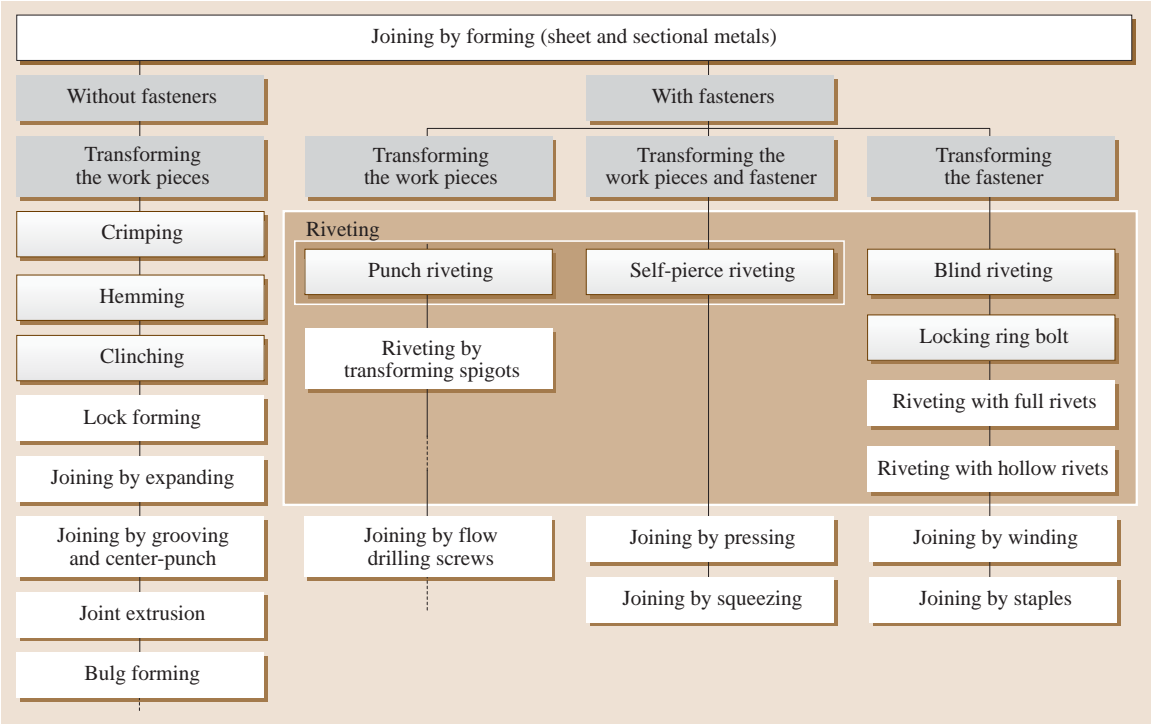 Joining by forming (sheet and sectional metals)
Without fasteners
With fasteners
Transforming
the work pieces
Transforming
the work pieces
Transforming the
work pieces and fastener
Transforming
the fastener
Crimping
Hemming
Clinching
Lock forming
Joining by expanding
Joining by grooving
and center-punch
Joint extrusion
Bulg forming
Riveting
Punch riveting
Riveting by
transforming spigots
Joining by flow
drilling screws
Self-pierce riveting
Joining by pressing
Joining by squeezing
Blind riveting
Locking ring bolt
Riveting with full rivets
Riveting with hollow rivets
Joining by winding
Joining by staples